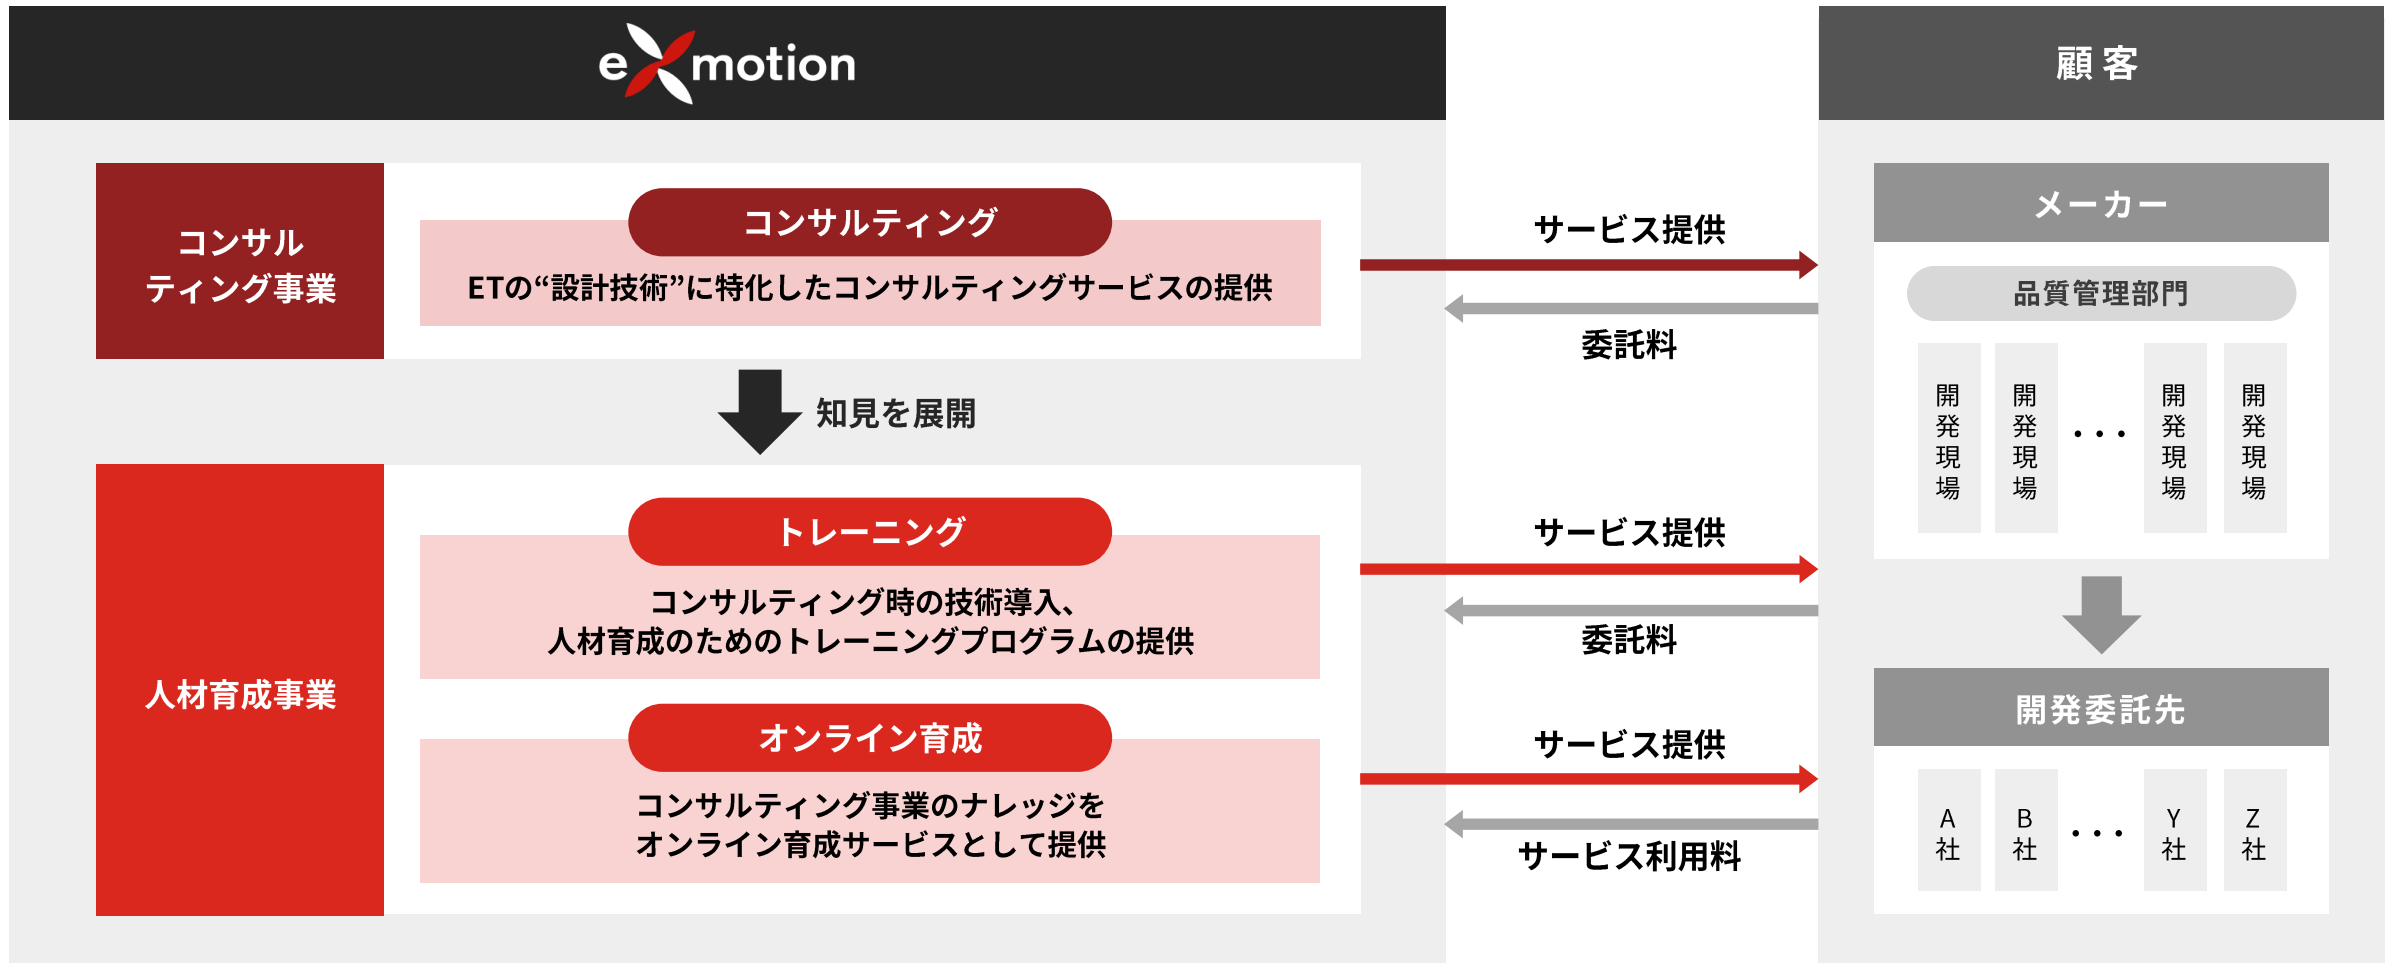 eXmotion
顧客
コンサル
ティング事業
コンサルティング
ETの“設計技術”に特化したコンサルティングサービスの提供
知見を展開
人材育成事業
トレーニング
コンサルティング時の技術導入、
人材育成のためのトレーニングプログラムの提供
オンライン育成
コンサルティング事業のナレッジを
オンライン育成サービスとして提供
サービス提供
委託料
サービス提供
委託料
サービス提供
サービス利用料
メーカー
品質管理部門
開発現場
開発現場
・・・
開発現場
開発現場
開発委託先
A社
B社
・・・
Y社
Z社